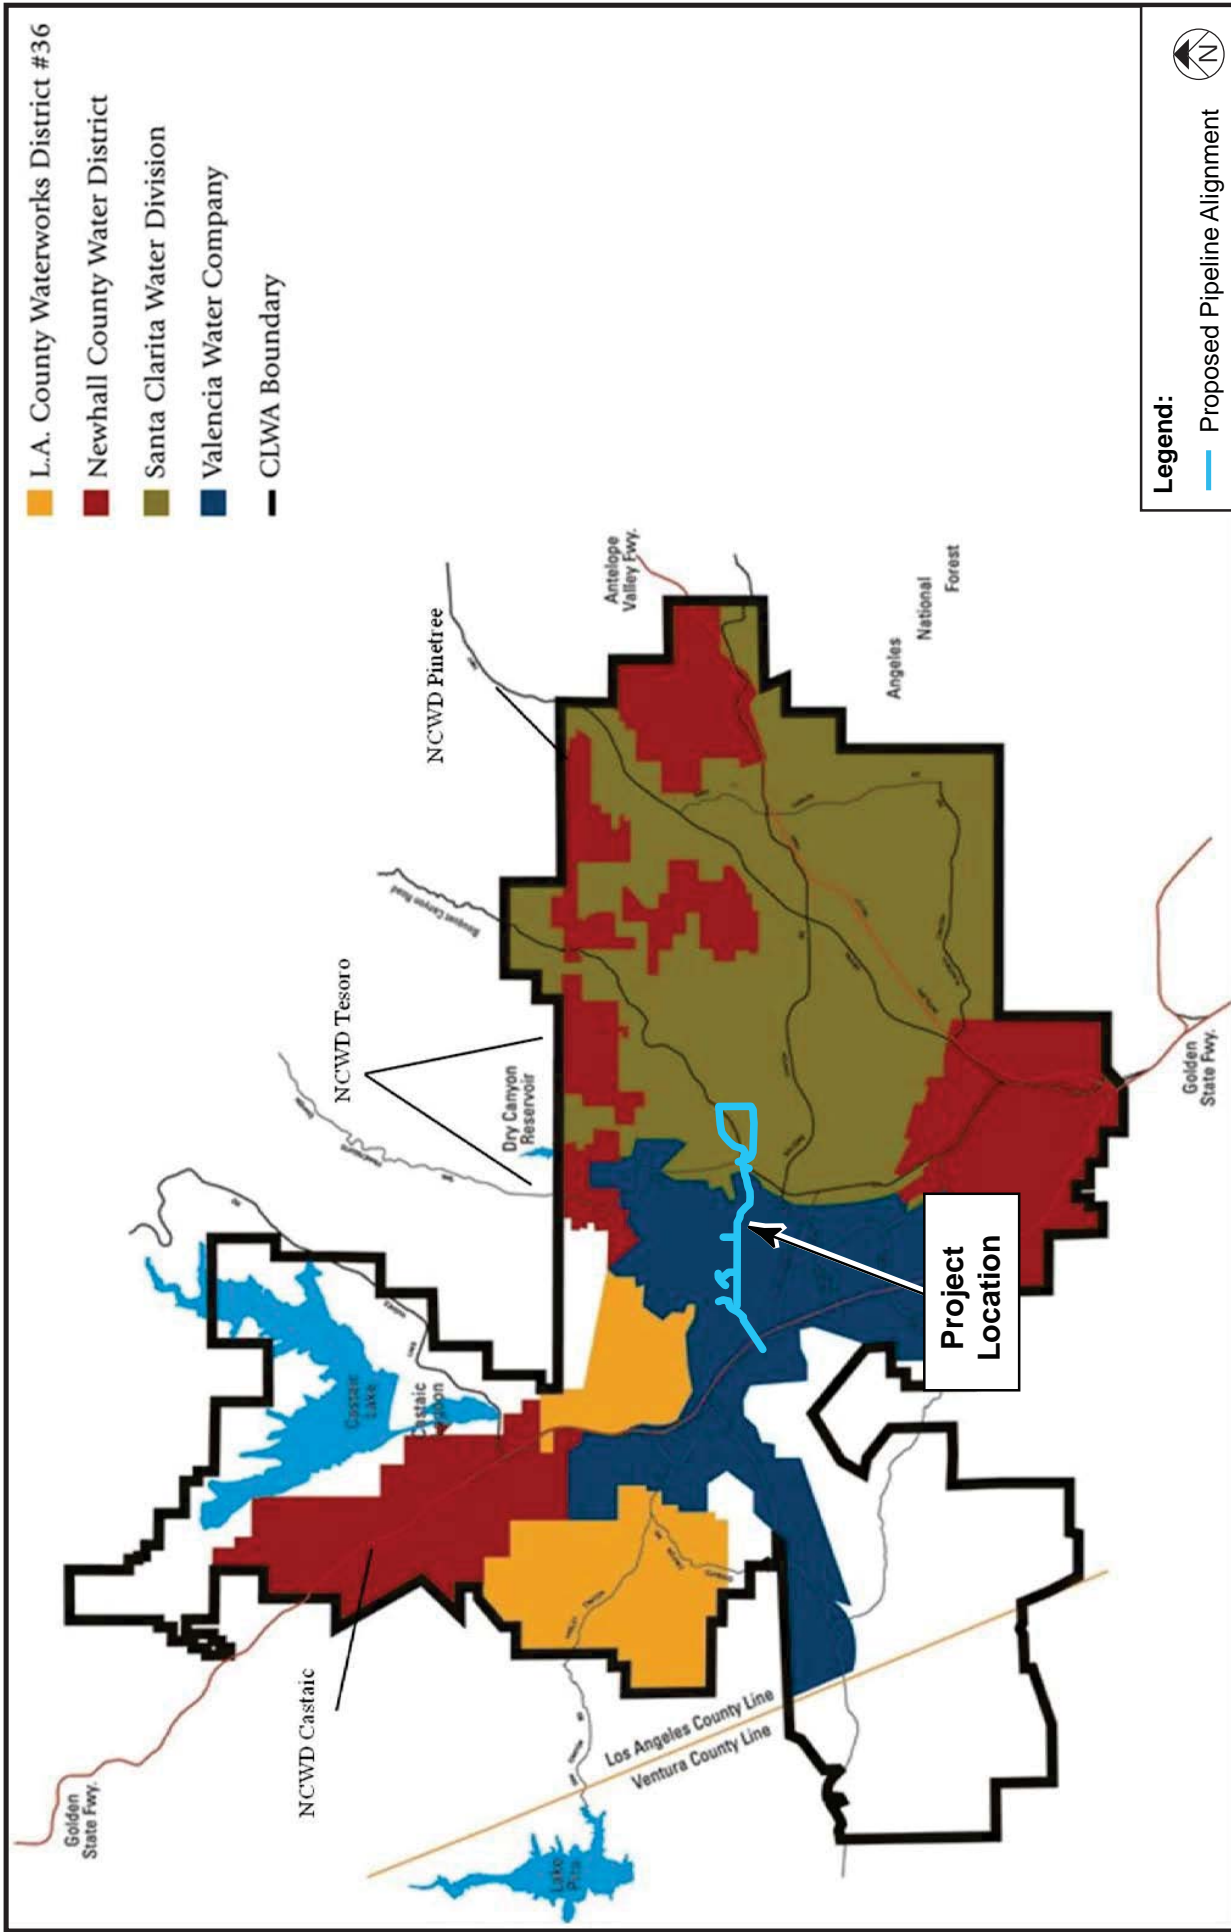 L.A. County Waterworks District #36
Newhall County Water District
Santa Clarita Water Division
Valencia Water Company
CLWA Boundary
Golden
State Fwy.
NCWD Castaic
Castaic
Lake
Castaic
Lagoon
NCWD Tesoro
Dry Canyon
Reservoir
Bouquet Canyon Road
NCWD Pinetree
Antelope
Valley Fwy.
Angeles
National
Forest
Lake
Piru
Los Angeles County Line
Ventura County Line
Project
Location
Golden
State Fwy.
Legend:
Proposed Pipeline Alignment
N